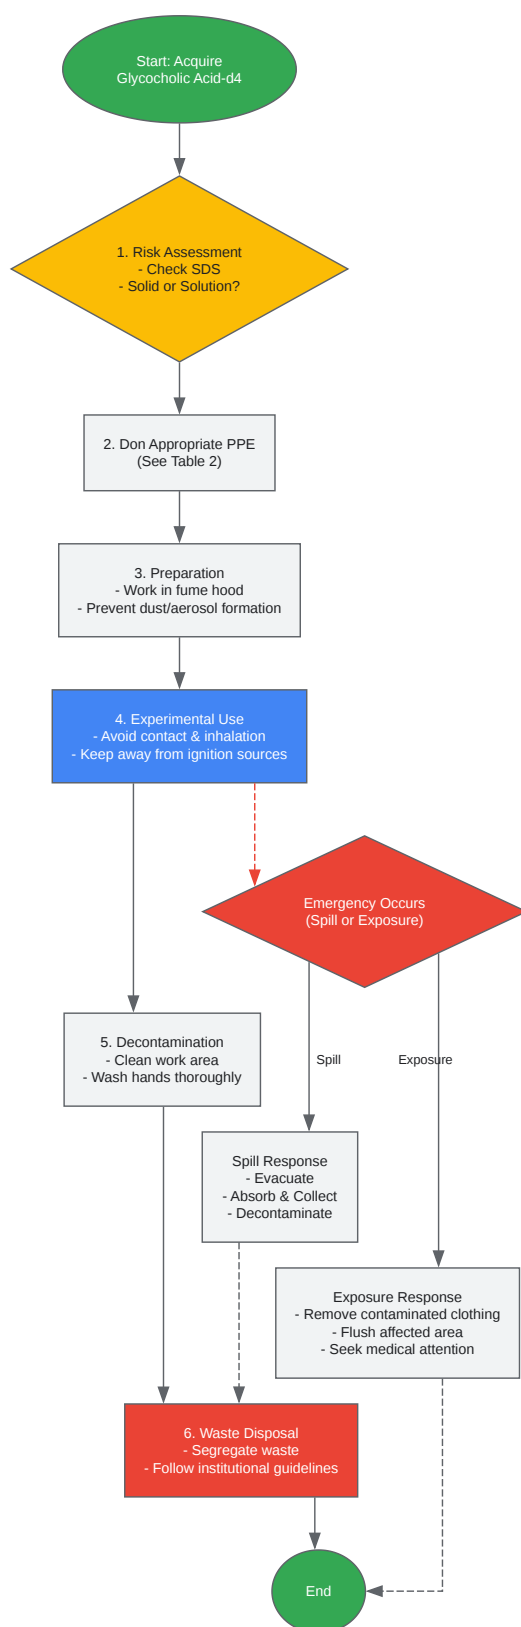 Start: Acquire
Glycocholic Acid-d4
1. Risk Assessment
- Check SDS
- Solid or Solution?
2. Don Appropriate PPE
(See Table 2)
3. Preparation
- Work in fume hood
- Prevent dust/aerosol formation
4. Experimental Use
- Avoid contact & inhalation
- Keep away from ignition sources
Emergency Occurs
(Spill or Exposure)
5. Decontamination
- Clean work area
- Wash hands thoroughly
Spill
Exposure
Spill Response
- Evacuate
- Absorb & Collect
- Decontaminate
Exposure Response
- Remove contaminated clothing
- Flush affected area
- Seek medical attention
6. Waste Disposal
- Segregate waste
- Follow institutional guidelines
End